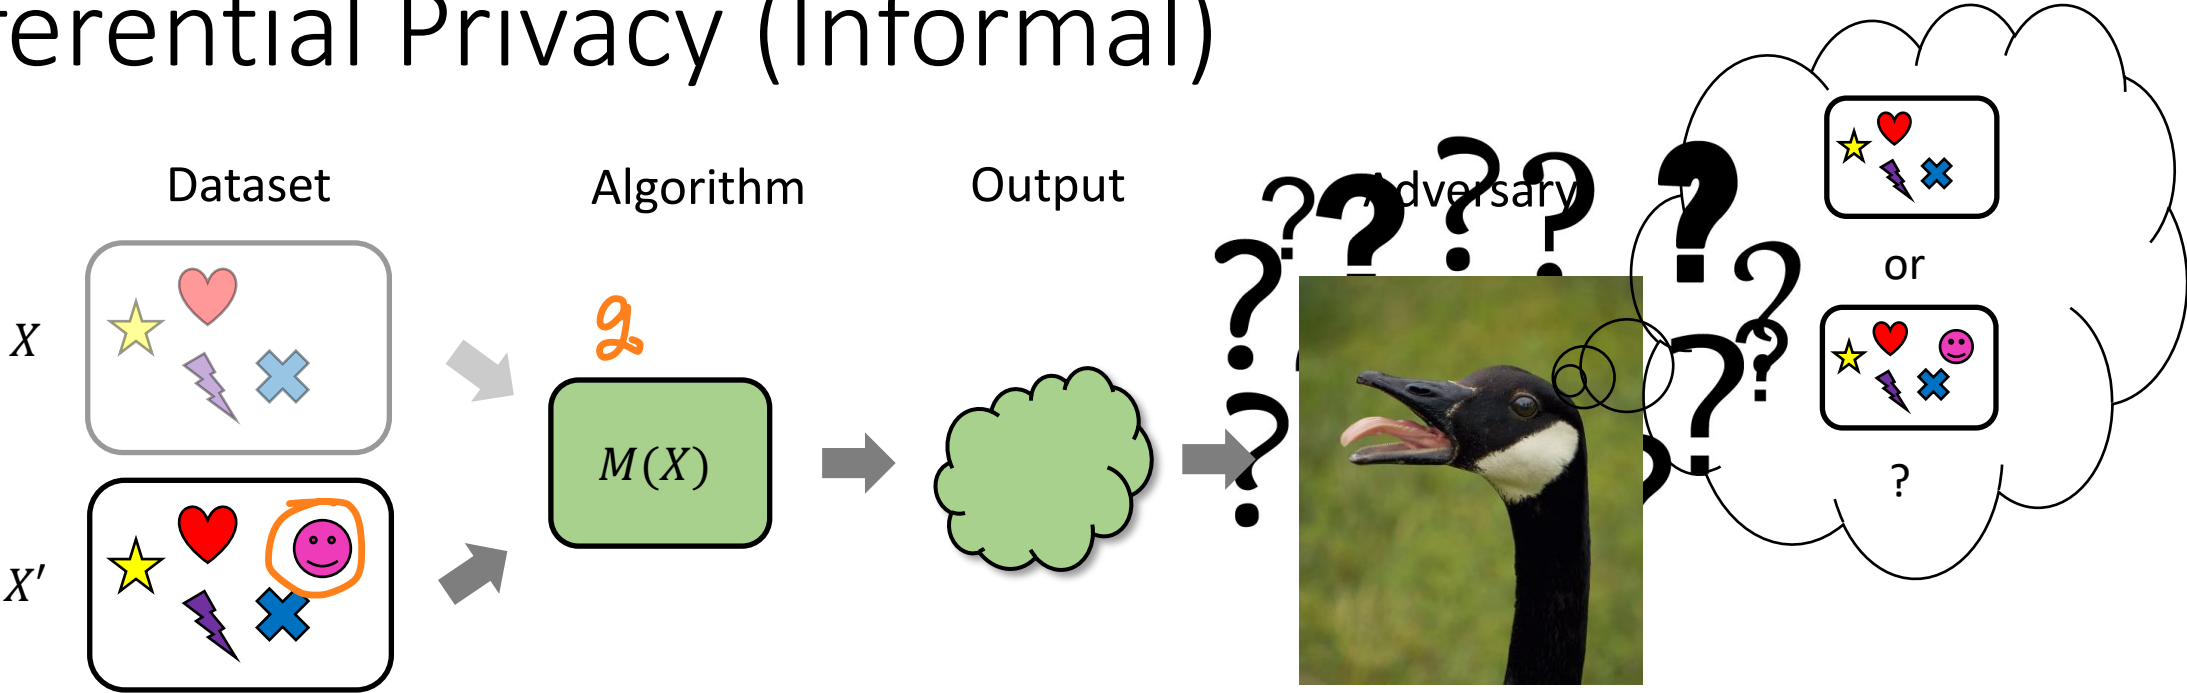 ferential Privacy (Informal)
Dataset
Algorithm
Output
Adversary
X
X′
g
M(X)
or
?